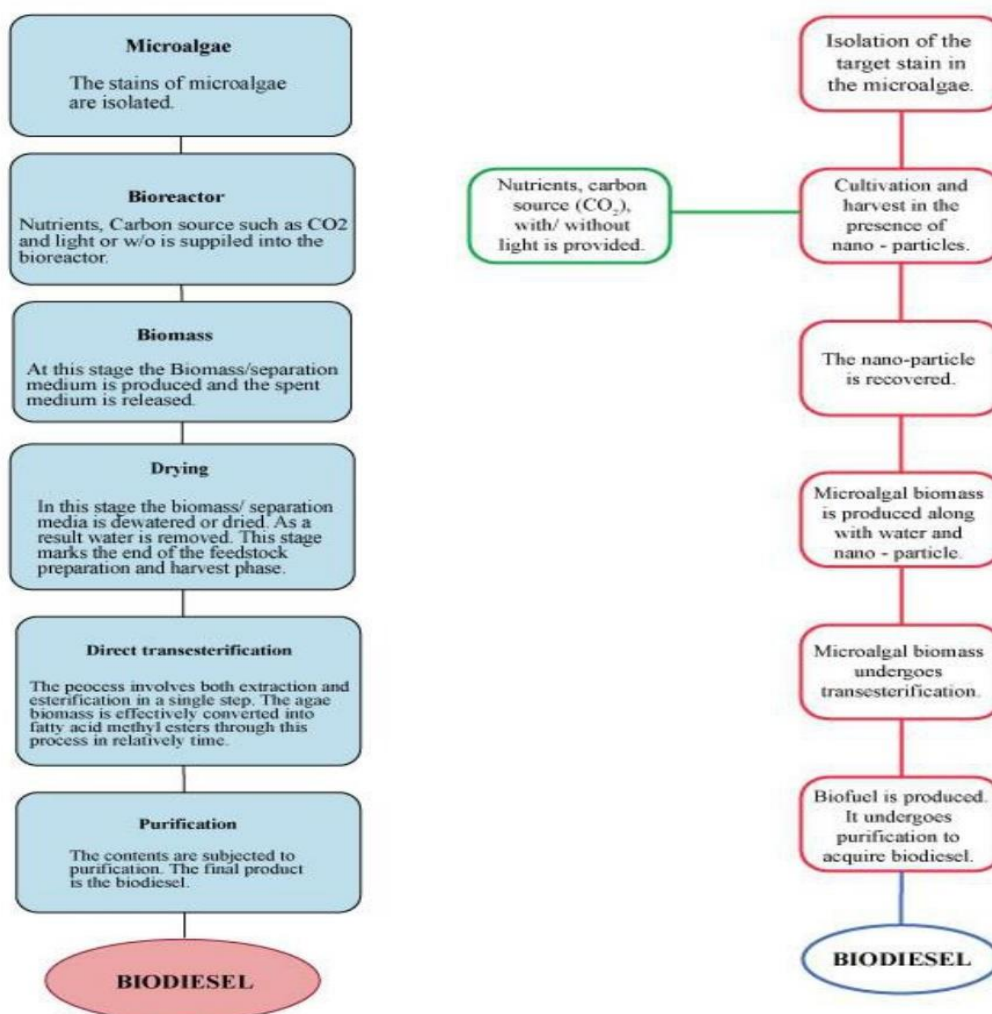 Microalgae
The stains of microalgae
are isolated.
Bioreactor
Nutrients, Carbon source such as CO2
and light or w/o is suppiled into the
bioreactor.
Biomass
At this stage the Biomass/separation
medium is produced and the spent
medium is released.
Drying
In this stage the biomass/ separation
media is dewatered or dried. As a
result water is removed. This stage
marks the end of the feedstock
preparation and harvest phase.
Direct transesterification
The peocess involves both extraction and
esterification in a single step. The agae
biomass is effectively converted into
fatty acid methyl esters through this
process in relatively time.
Purification
The contents are subjected to
purification. The final product
is the biodiesel.
BIODIESEL
Isolation of the
target stain in
the microalgae.
Nutrients, carbon
source (CO₂),
with/ without
light is provided.
Cultivation and
harvest in the
presence of
nano - particles.
The nano-particle
is recovered.
Microalgal biomass
is produced along
with water and
nano - particle.
Microalgal biomass
undergoes
transesterification.
Biofuel is produced.
It undergoes
purification to
acquire biodiesel.
BIODIESEL